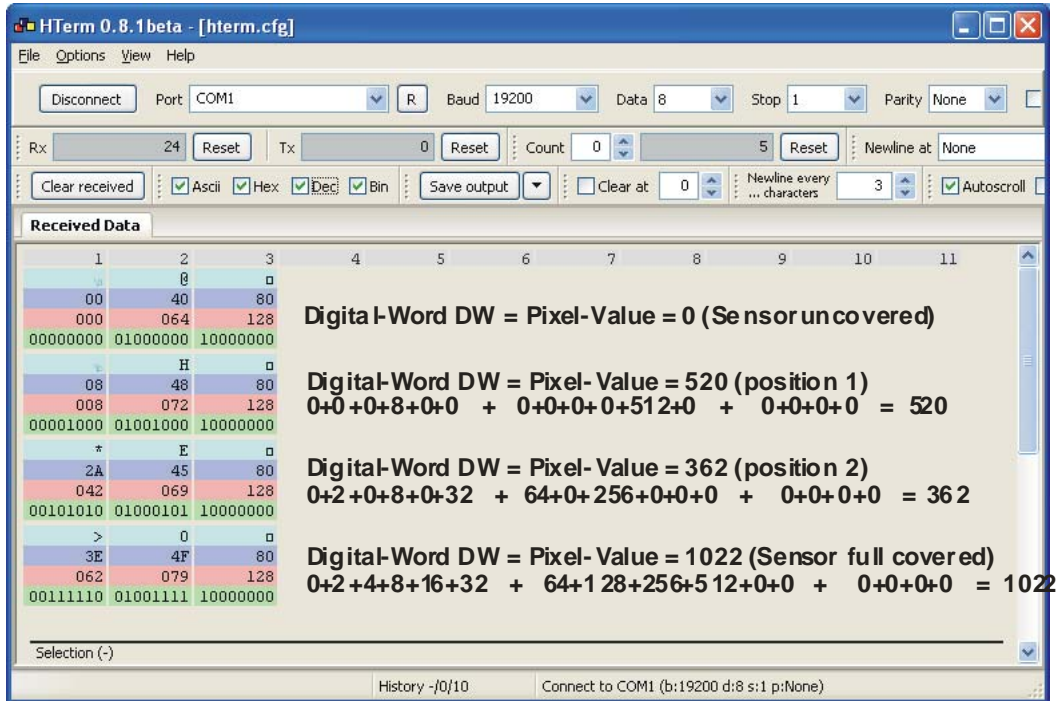 HTerm 0.8.1beta - [hterm.cfg]
File Options View Help
Disconnect Port COM1 R Baud 19200 Data 8 Stop 1 Parity None
Rx 24 Reset Tx 0 Reset Count 0 5 Reset Newline at None
Clear received Ascii Hex Dec Bin Save output Clear at 0 Newline every ... characters 3 Autoscroll
Received Data
1 2 3 4 5 6 7 8 9 10 11
@
00 40 80
000 064 128
Digital-Word DW = Pixel-Value = 0 (Sensor uncovered)
00000000 01000000 10000000
H
08 48 80
Digital-Word DW = Pixel-Value = 520 (position 1)
008 072 128
0+0+0+8+0+0 + 0+0+0+0+512+0 + 0+0+0+0 = 520
00001000 01001000 10000000
* E
2A 45 80
Digital-Word DW = Pixel-Value = 362 (position 2)
042 069 128
0+2+0+8+0+32 + 64+0+256+0+0+0 + 0+0+0+0 = 362
00101010 01000101 10000000
> O
3E 4F 80
Digital-Word DW = Pixel-Value = 1022 (Sensor full covered)
062 079 128
0+2+4+8+16+32 + 64+128+256+512+0+0 + 0+0+0+0 = 1022
00111110 01001111 10000000
Selection (-)
History -/0/10 Connect to COM1 (b:19200 d:8 s:1 p:None)